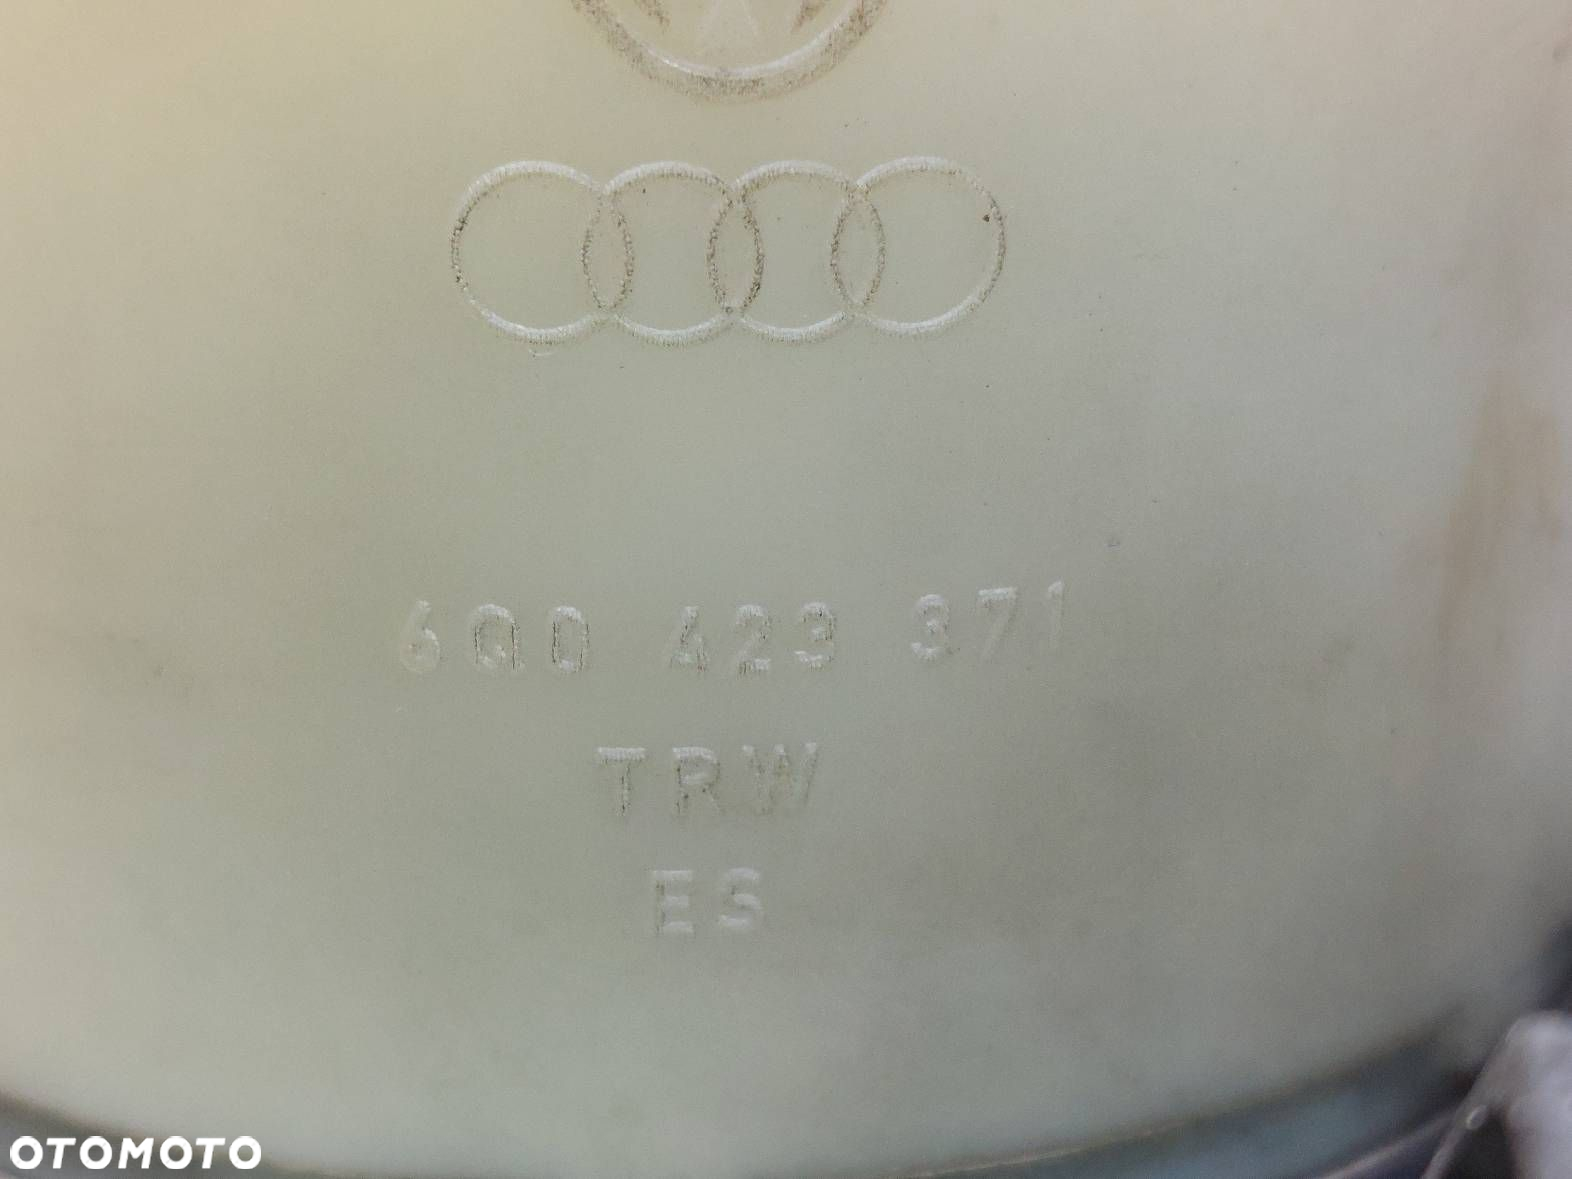 6Q0 423 371
TRW
ES
OTOMOTO